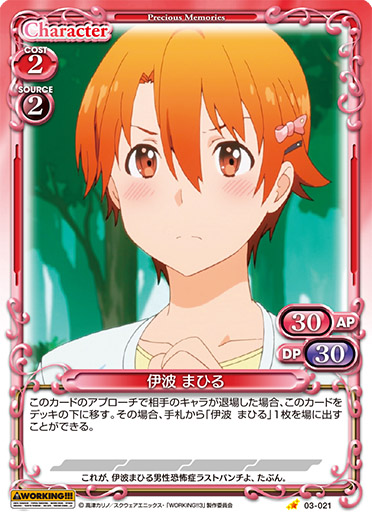 Precious Memories
Character
COST
2
SOURCE
2
30 AP
DP 30
伊波 まひる
このカードのアプローチで相手のキャラが退場した場合、このカードを
デッキの下に移す。その場合、手札から「伊波 まひる」1枚を場に出す
ことができる。
これが、伊波まひる男性恐怖症ラストパンチよ、たぶん。
WORKING!!!
© 高津カリノ／スクウェアエニックス・「WORKING!!3」製作委員会
03-021